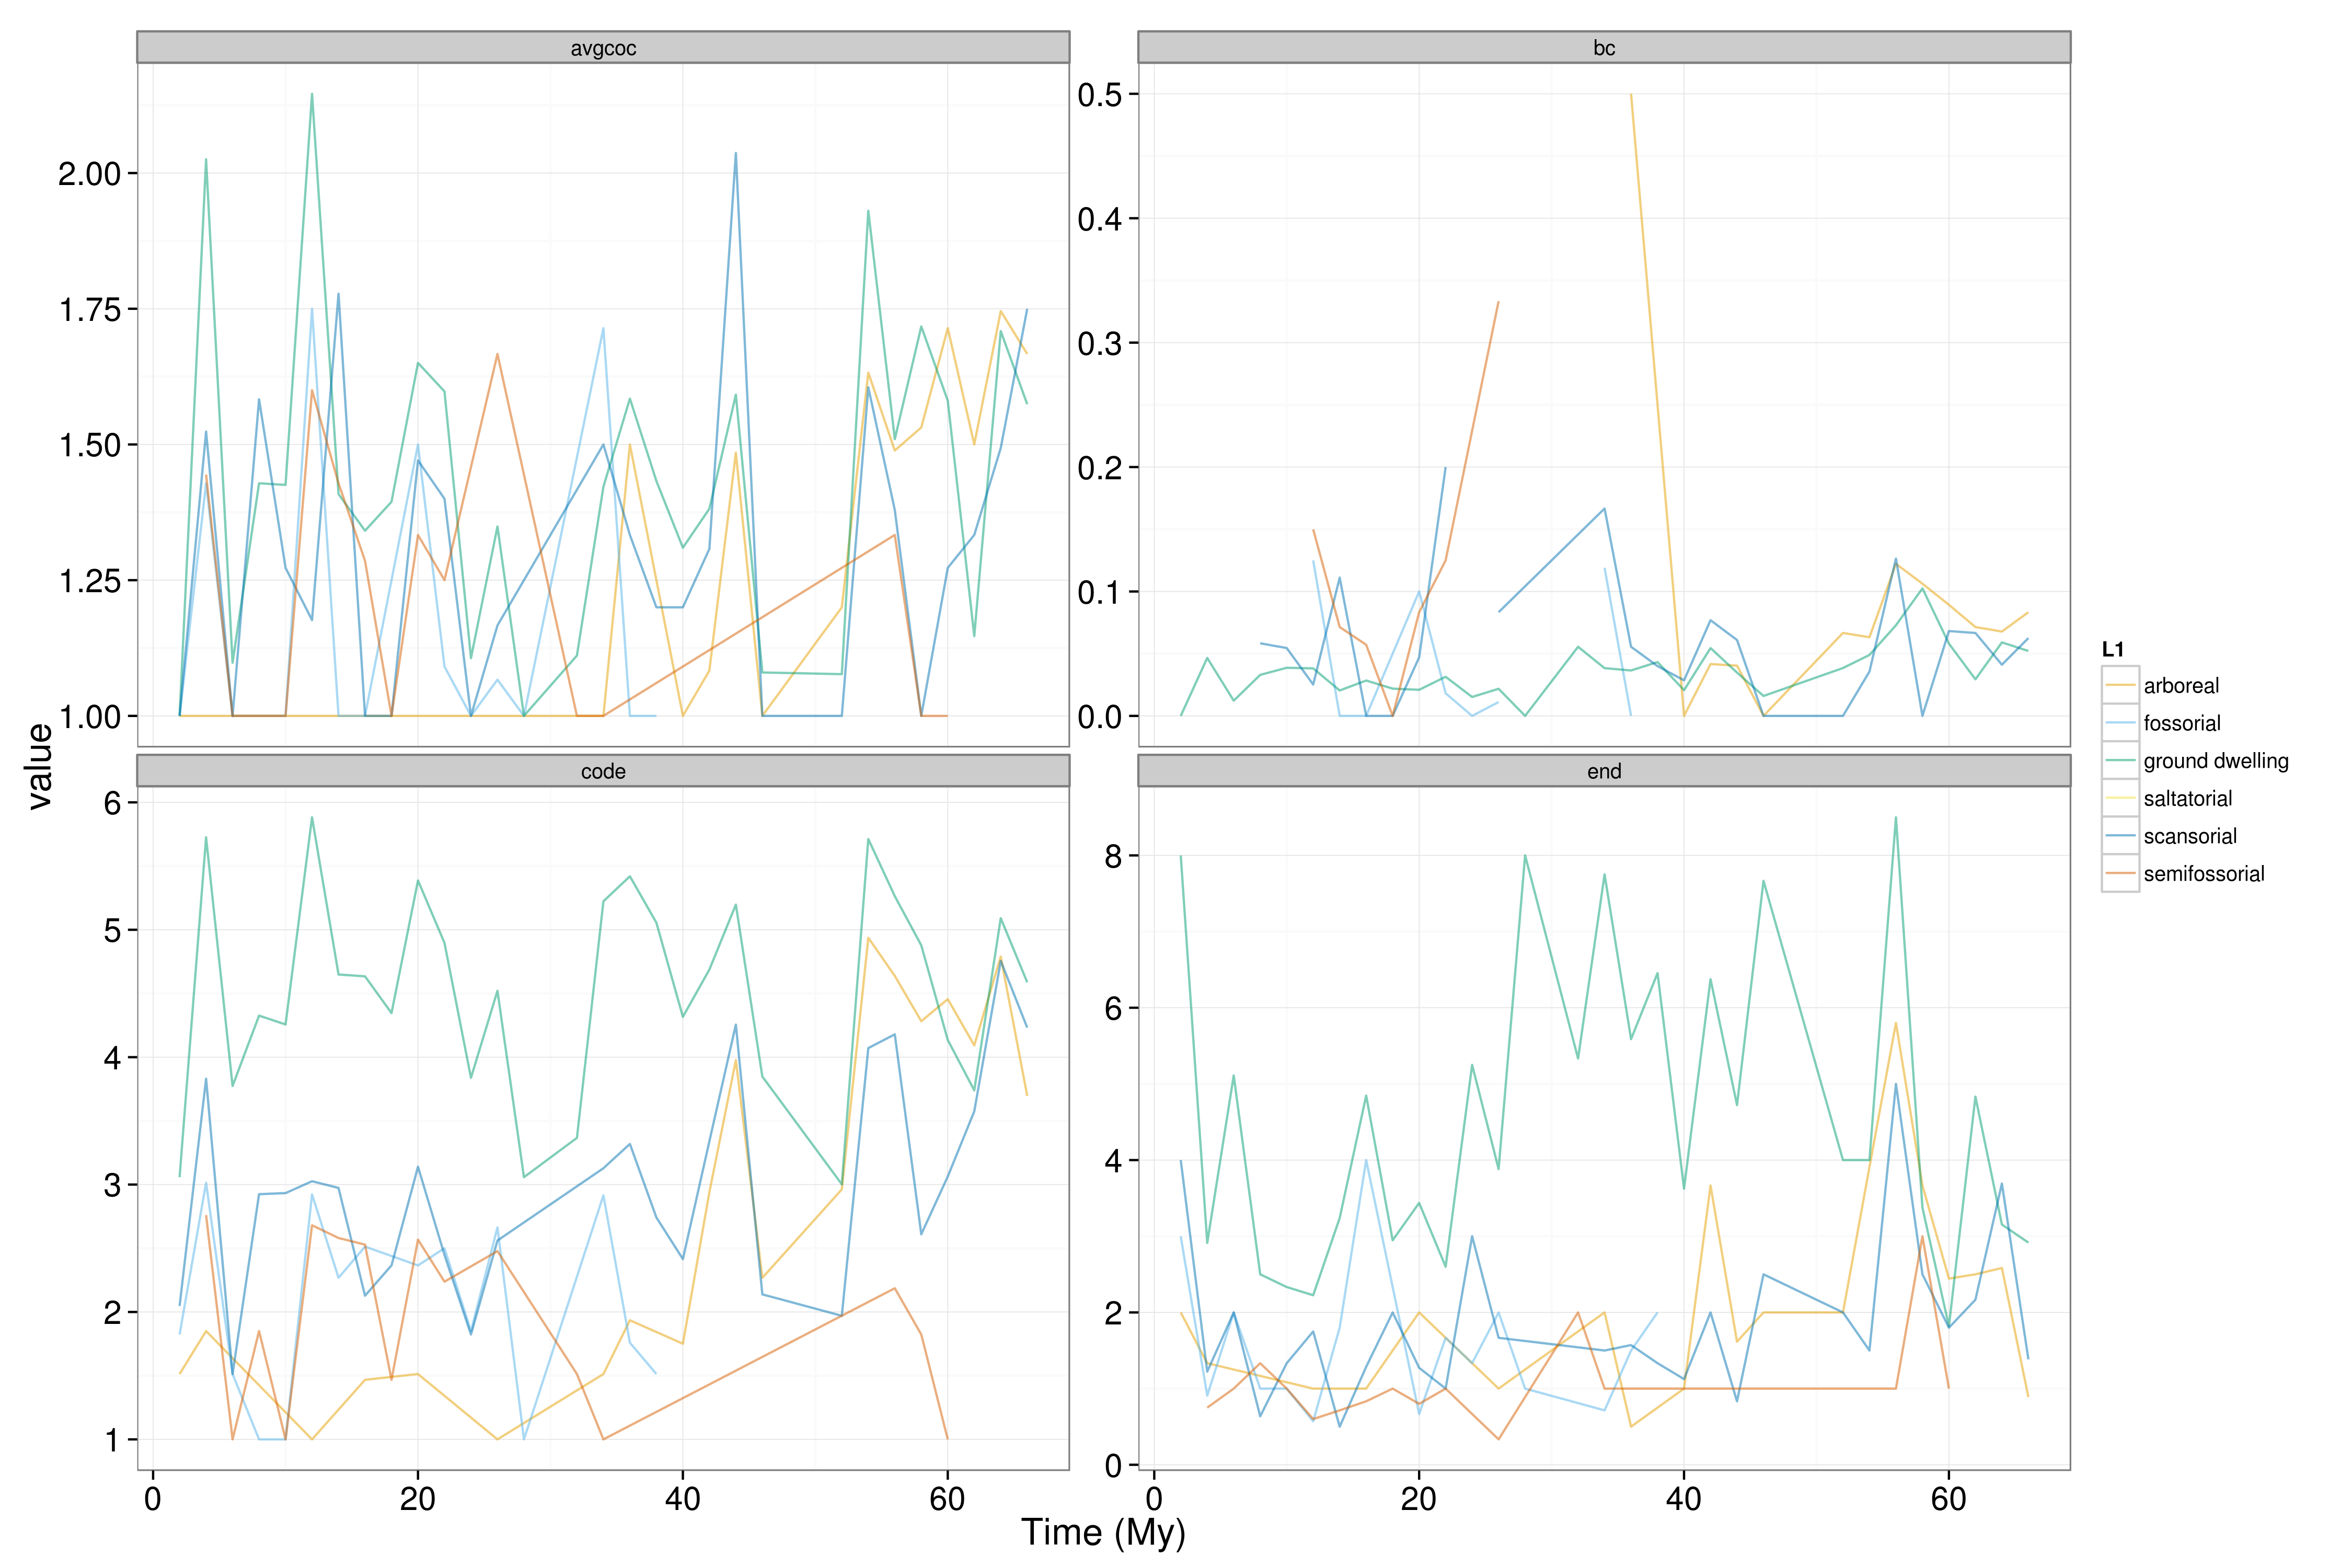 avgcoc
bc
2.00
1.75
1.50
1.25
1.00
0.5
0.4
0.3
0.2
0.1
0.0
value
code
end
6
5
4
3
2
1
8
6
4
2
0
0 20 40 60
0 20 40 60
Time (My)
L1
arboreal
fossorial
ground dwelling
saltatorial
scansorial
semifossorial